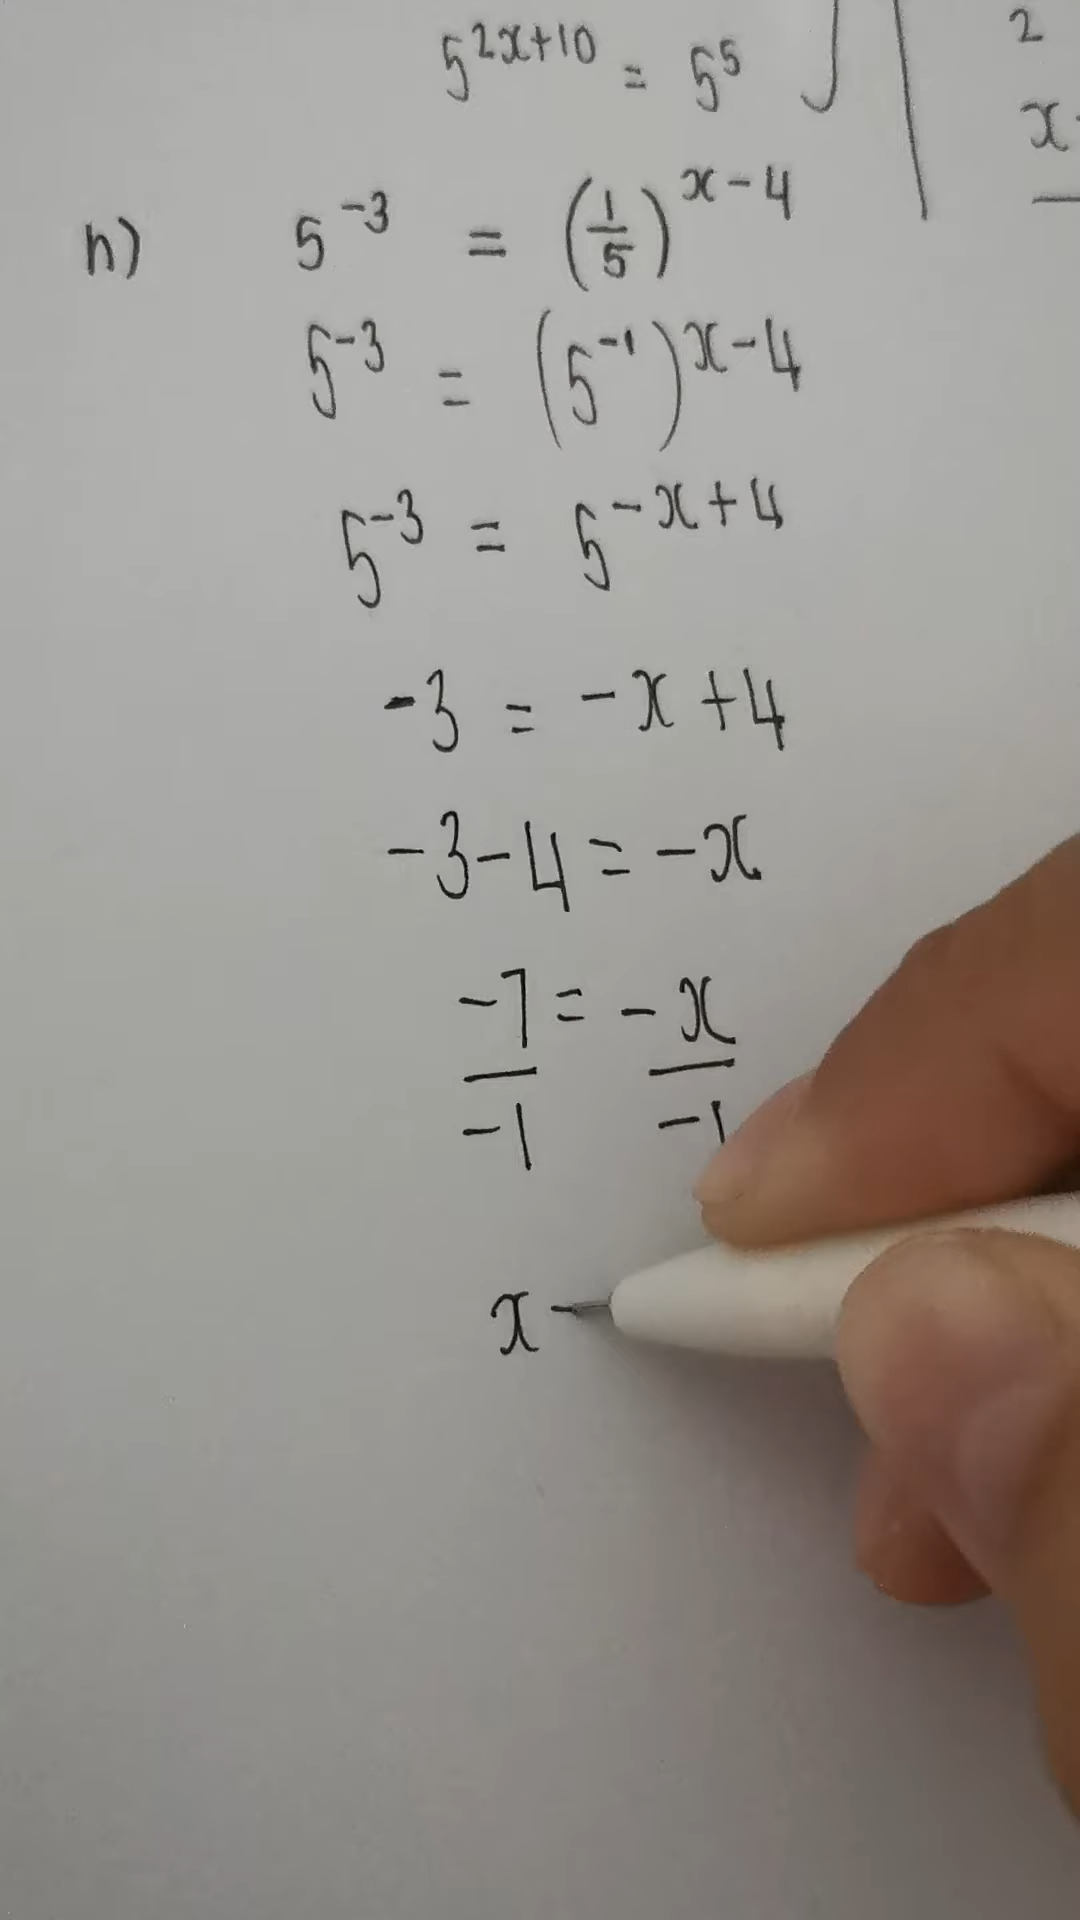 5^{2x+10} = 5^5
2
x
h) 5^{-3} = (1/5)^{x-4}
5^{-3} = (5^{-1})^{x-4}
5^{-3} = 5^{-x+4}
-3 = -x+4
-3-4 = -x
-7 = -x
-1 -1
x -